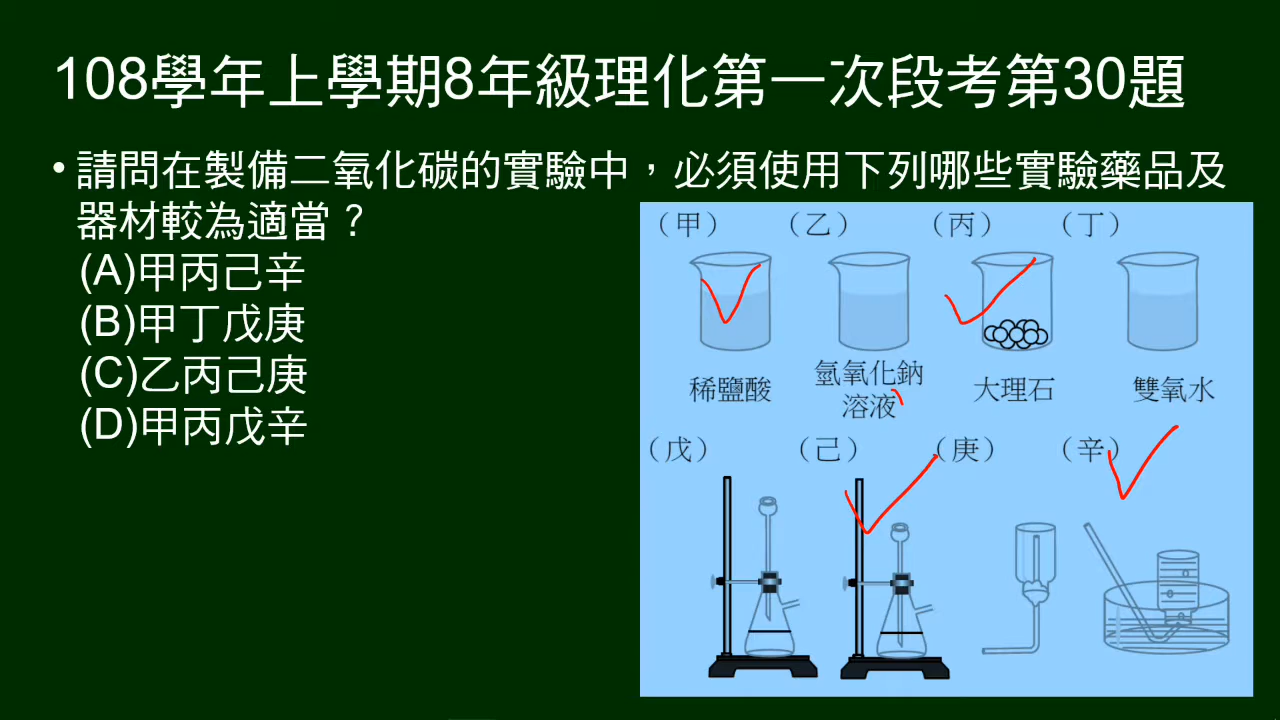 108學年上學期8年級理化第一次段考第30題
•請問在製備二氧化碳的實驗中，必須使用下列哪些實驗藥品及
器材較為適當？
(A)甲丙己辛
(B)甲丁戊庚
(C)乙丙己庚
(D)甲丙戊辛
（甲） （乙） （丙） （丁）
稀鹽酸 氫氧化鈉 大理石 雙氧水
溶液
（戊） （己） （庚） （辛）